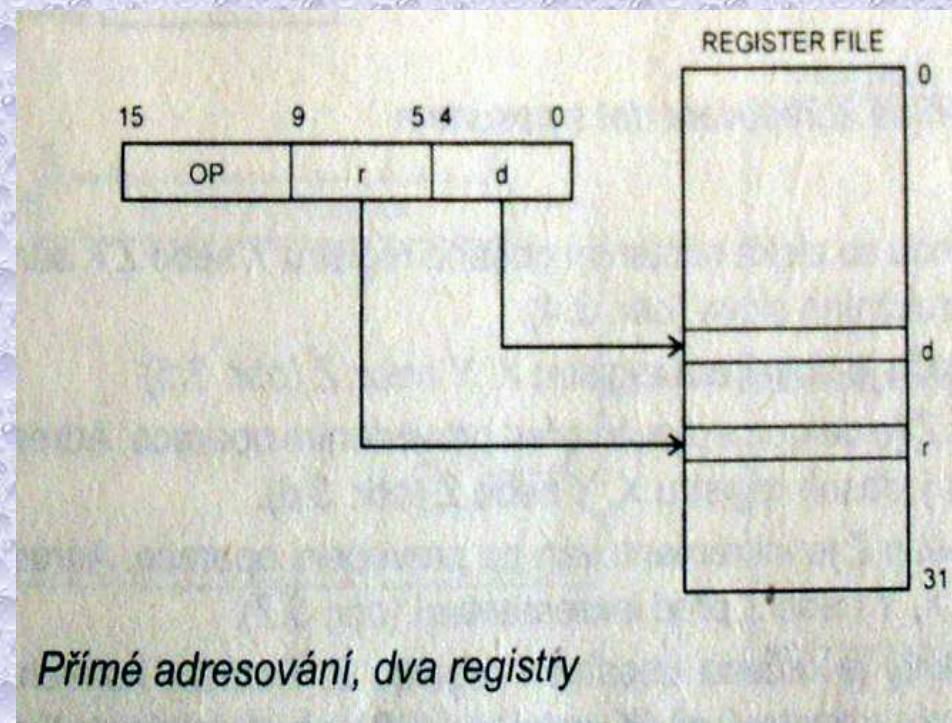 REGISTER FILE
0
15 9 5 4 0
OP r d
d
r
31
Přímé adresování, dva registry